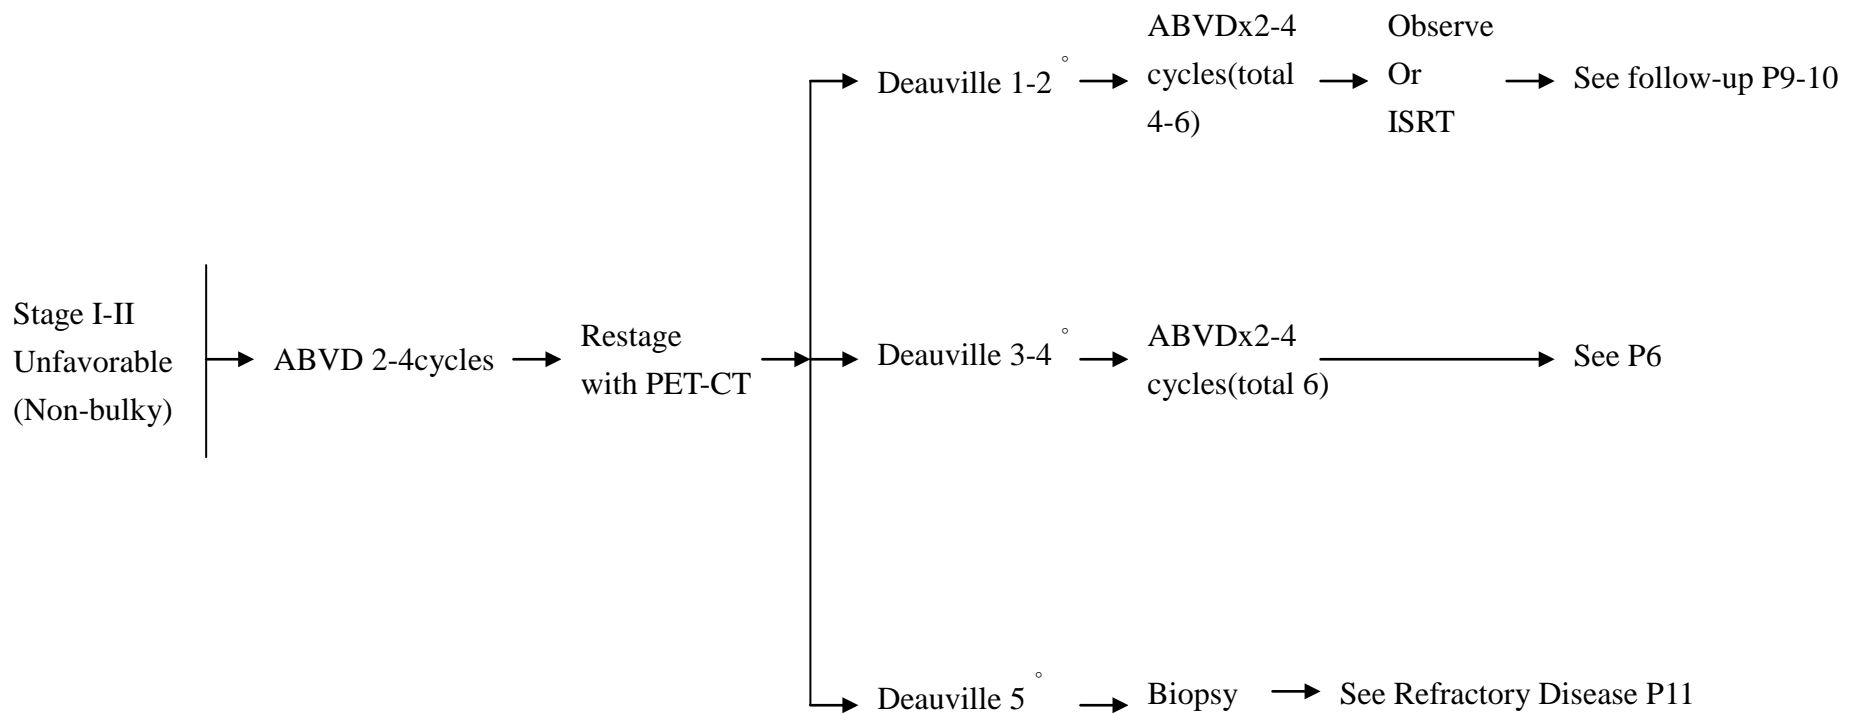 Stage I-II
Unfavorable
(Non-bulky)
ABVD 2-4cycles
Restage
with PET-CT
Deauville 1-2 °
ABVDx2-4
cycles(total
4-6)
Observe
Or
ISRT
See follow-up P9-10
Deauville 3-4 °
ABVDx2-4
cycles(total 6)
See P6
Deauville 5 °
Biopsy
See Refractory Disease P11